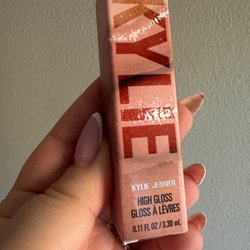 KYLIE
KYLIE JENNER
HIGH GLOSS
GLOSS À LÈVRES
0.11 fl oz / 3.30 mL